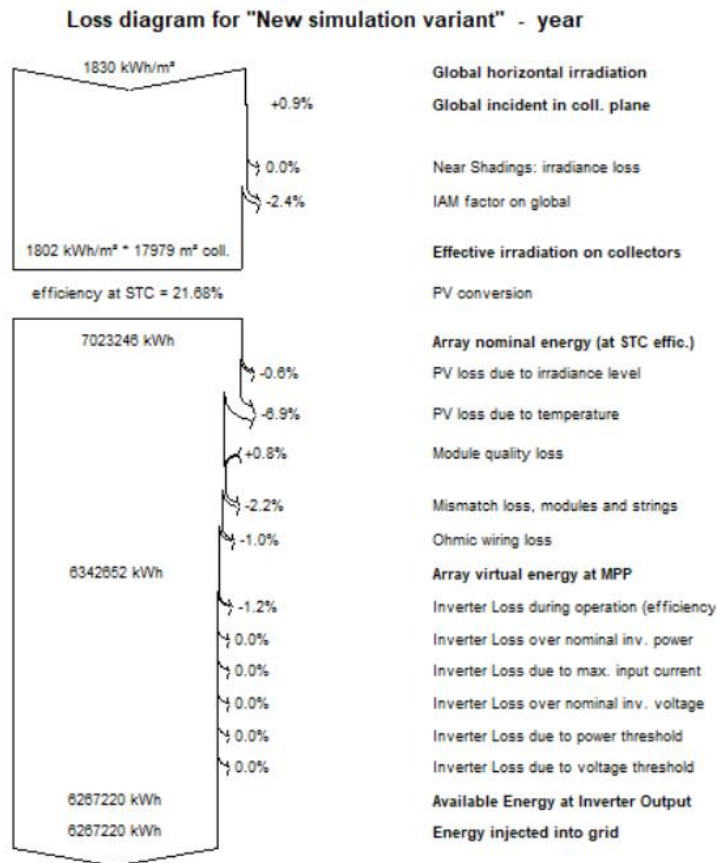 Loss diagram for "New simulation variant" - year
1830 kWh/m² Global horizontal irradiation
+0.9% Global incident in coll. plane
0.0% Near Shadings: irradiance loss
-2.4% IAM factor on global
1802 kWh/m² * 17979 m² coll. Effective irradiation on collectors
efficiency at STC = 21.68% PV conversion
7023246 kWh Array nominal energy (at STC effic.)
-0.6% PV loss due to irradiance level
-6.9% PV loss due to temperature
+0.8% Module quality loss
-2.2% Mismatch loss, modules and strings
-1.0% Ohmic wiring loss
6342652 kWh Array virtual energy at MPP
-1.2% Inverter Loss during operation (efficiency
0.0% Inverter Loss over nominal inv. power
0.0% Inverter Loss due to max. input current
0.0% Inverter Loss over nominal inv. voltage
0.0% Inverter Loss due to power threshold
0.0% Inverter Loss due to voltage threshold
6267220 kWh Available Energy at Inverter Output
6267220 kWh Energy injected into grid